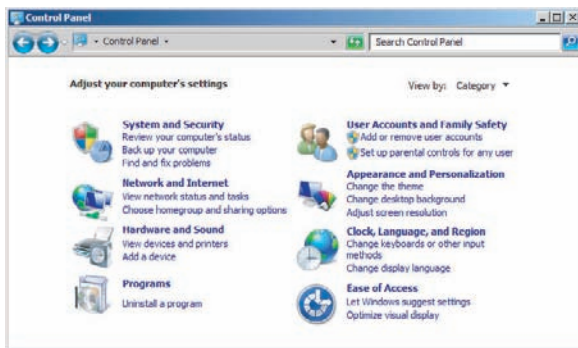 Control Panel
Control Panel
Search Control Panel
Adjust your computer's settings
View by: Category
System and Security
Review your computer's status
Back up your computer
Find and fix problems
Network and Internet
View network status and tasks
Choose homegroup and sharing options
Hardware and Sound
View devices and printers
Add a device
Programs
Uninstall a program
User Accounts and Family Safety
Add or remove user accounts
Set up parental controls for any user
Appearance and Personalization
Change the theme
Change desktop background
Adjust screen resolution
Clock, Language, and Region
Change keyboards or other input
methods
Change display language
Ease of Access
Let Windows suggest settings
Optimize visual display